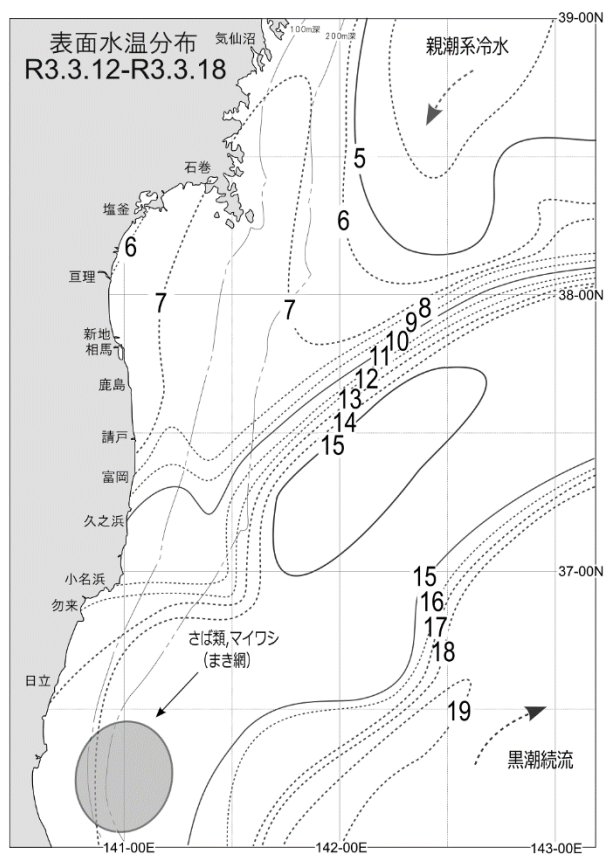 表面水温分布
R3.3.12-R3.3.18
気仙沼
100m深
200m深
39-00N
親潮系冷水
石巻
塩釜
5
6
6
亘理
7
7
38-00N
新地
相馬
鹿島
8
9
10
11
12
13
14
15
請戸
富岡
久之浜
小名浜
勿来
37-00N
15
16
17
18
19
さば類,マイワシ
(まき網)
日立
黒潮続流
141-00E
142-00E
143-00E